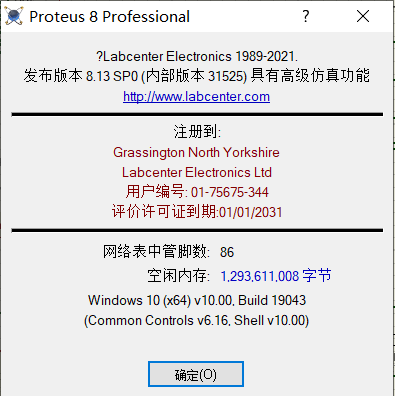 Proteus 8 Professional
?Labcenter Electronics 1989-2021.
发布版本 8.13 SP0 (内部版本 31525) 具有高级仿真功能
http://www.labcenter.com
注册到:
Grassington North Yorkshire
Labcenter Electronics Ltd
用户编号: 01-75675-344
评价许可证到期:01/01/2031
网络表中管脚数: 86
空闲内存: 1,293,611,008 字节
Windows 10 (x64) v10.00, Build 19043
(Common Controls v6.16, Shell v10.00)
确定(O)